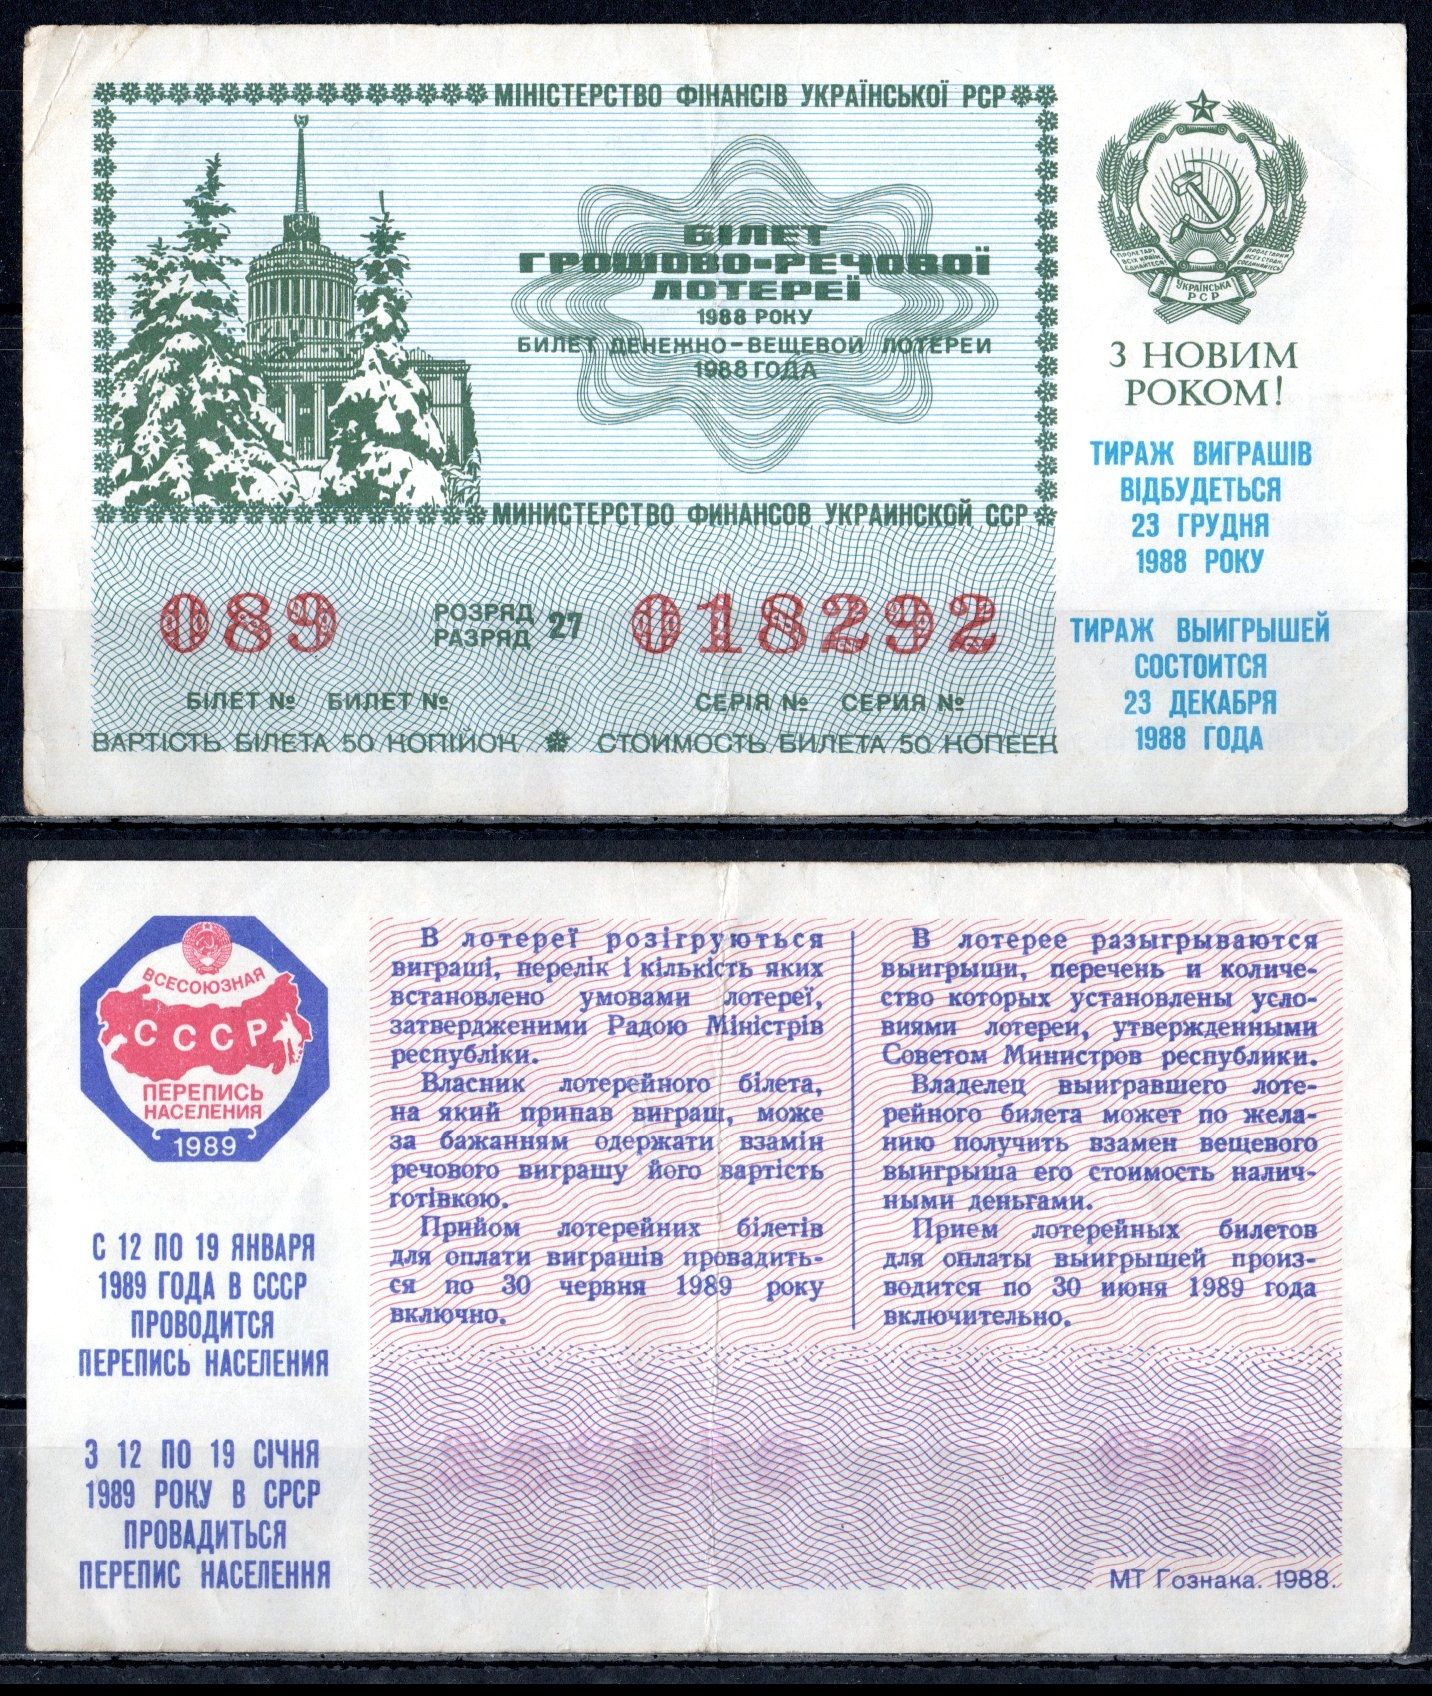 МІНІСТЕРСТВО ФІНАНСІВ УКРАЇНСЬКОЇ РСР
БІЛЕТ
ГРОШОВО-РЕЧОВОЇ
ЛОТЕРЕЇ
1988 РОКУ
БИЛЕТ ДЕНЕЖНО-ВЕЩЕВОЙ ЛОТЕРЕИ
1988 ГОДА
МИНИСТЕРСТВО ФИНАНСОВ УКРАИНСКОЙ ССР
089
РОЗРЯД
РАЗРЯД
27
018292
БІЛЕТ № БИЛЕТ №
СЕРІЯ № СЕРИЯ №
ВАРТІСТЬ БІЛЕТА 50 КОПІЙОК
СТОИМОСТЬ БИЛЕТА 50 КОПЕЕК
ПРОЛЕТАРІ
ВСІХ КРАЇН,
ЄДНАЙТЕСЯ!
ПРОЛЕТАРИИ
ВСЕХ СТРАН,
СОЕДИНЯЙТЕСЬ!
УКРАЇНСЬКА
РСР
З НОВИМ
РОКОМ!
ТИРАЖ ВИГРАШІВ
ВІДБУДЕТЬСЯ
23 ГРУДНЯ
1988 РОКУ
ТИРАЖ ВЫИГРЫШЕЙ
СОСТОИТСЯ
23 ДЕКАБРЯ
1988 ГОДА
ВСЕСОЮЗНАЯ
СССР
ПЕРЕПИСЬ
НАСЕЛЕНИЯ
1989
С 12 ПО 19 ЯНВАРЯ
1989 ГОДА В СССР
ПРОВОДИТСЯ
ПЕРЕПИСЬ НАСЕЛЕНИЯ
З 12 ПО 19 СІЧНЯ
1989 РОКУ В СРСР
ПРОВАДИТЬСЯ
ПЕРЕПИС НАСЕЛЕННЯ
В лотереї розігруються
виграші, перелік і кількість яких
встановлено умовами лотереї,
затвердженими Радою Міністрів
республіки.
Власник лотерейного білета,
на який припав виграш, може
за бажанням одержати взамін
речового виграшу його вартість
готівкою.
Прийом лотерейних білетів
для оплати виграшів провадить-
ся по 30 червня 1989 року
включно.
В лотерее разыгрываются
выигрыши, перечень и количе-
ство которых установлены усло-
виями лотереи, утвержденными
Советом Министров республики.
Владелец выигравшего лоте-
рейного билета может по жела-
нию получить взамен вещевого
выигрыша его стоимость налич-
ными деньгами.
Прием лотерейных билетов
для оплаты выигрышей произ-
водится по 30 июня 1989 года
включительно.
МТ Гознака. 1988.